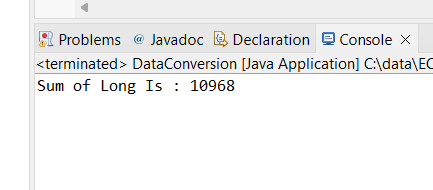 Problems @ Javadoc Declaration Console
<terminated> DataConversion [Java Application] C:\data\EC
Sum of Long Is : 10968